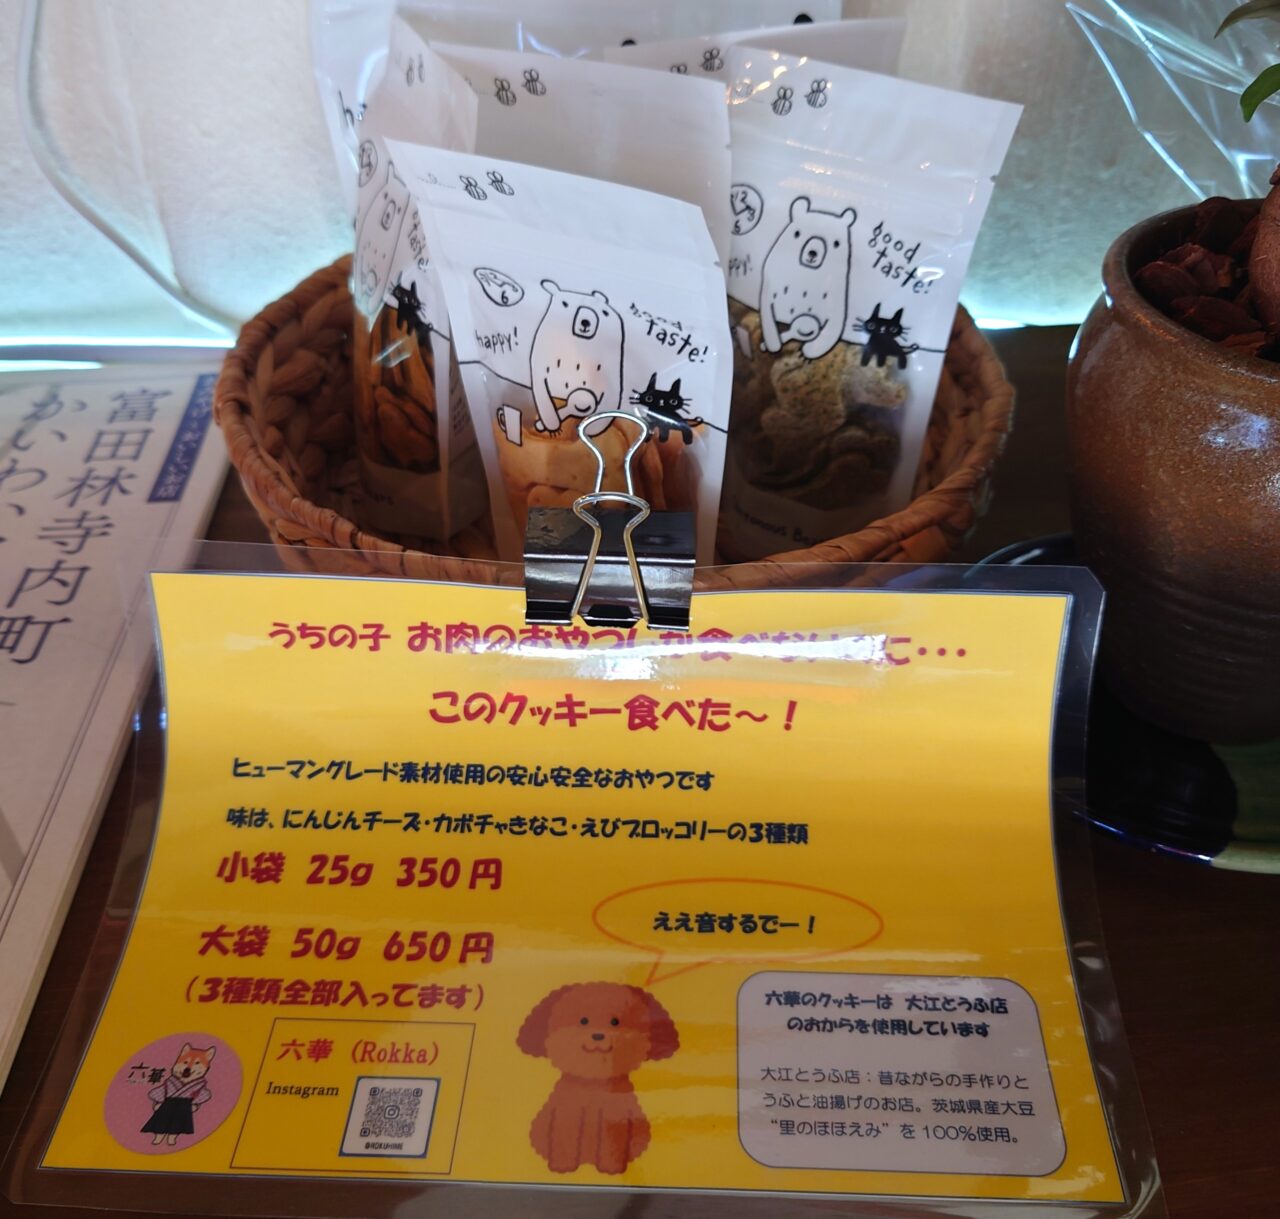 good
taste!
happy!
taste!
富田林寺内町
かいわい
うちの子 お肉のおやつしか食べないのに・・・
このクッキー食べた～！
ヒューマングレード素材使用の安心安全なおやつです
味は、にんじんチーズ・カボチャきなこ・えびブロッコリーの3種類
小袋 25g 350円
大袋 50g 650円
（3種類全部入ってます）
ええ音するでー！
六華
六華 (Rokka)
Instagram
@ROKUHIME
六華のクッキーは 大江とうふ店
のおからを使用しています
大江とうふ店：昔ながらの手作りと
うふと油揚げのお店。茨城県産大豆
“里のほほえみ”を100%使用。